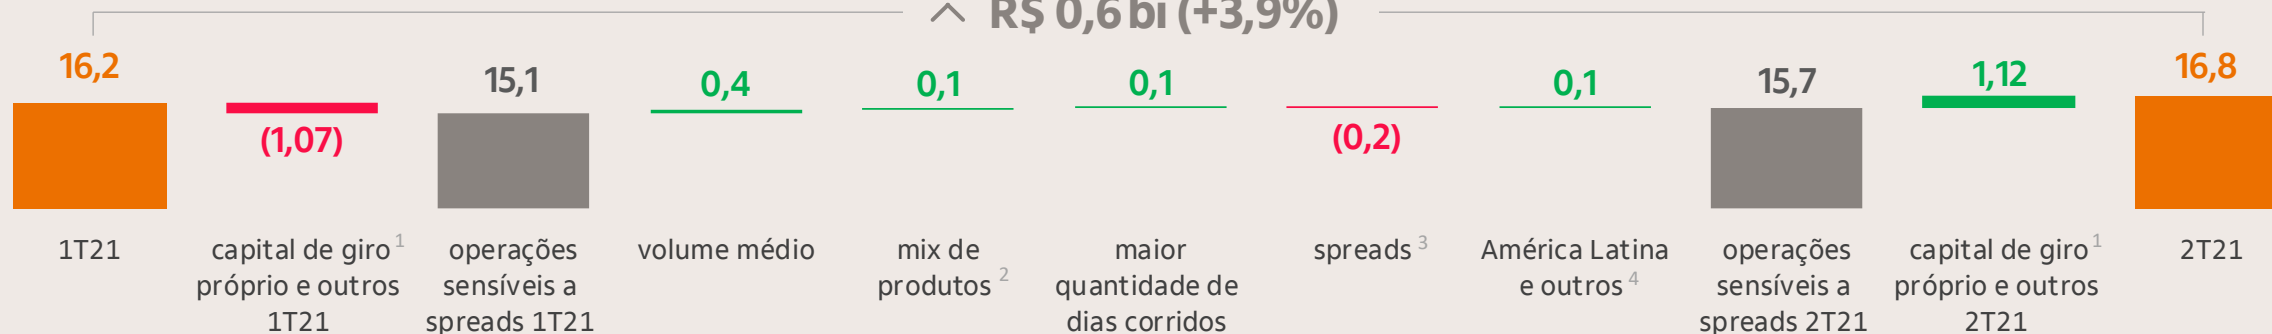 R$ 0,6 bi (+3,9%)
16,2
(1,07)
15,1
0,4
0,1
0,1
(0,2)
0,1
15,7
1,12
16,8
1T21
capital de giro 1
próprio e outros
1T21
operações
sensíveis a
spreads 1T21
volume médio
mix de
produtos 2
maior
quantidade de
dias corridos
spreads 3
América Latina
e outros 4
operações
sensíveis a
spreads 2T21
capital de giro 1
próprio e outros
2T21
2T21